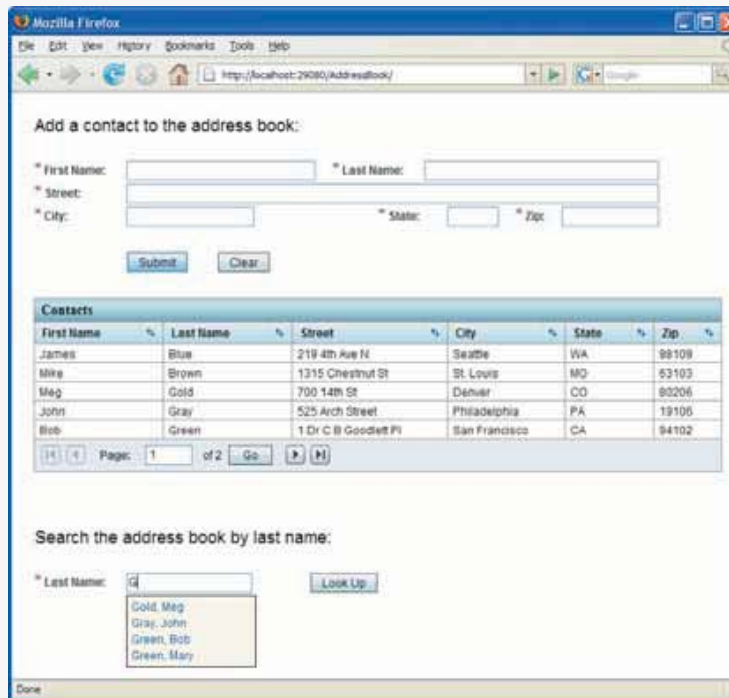 Mozilla Firefox
File Edit View History Bookmarks Tools Help
http://localhost:29080/AddressBook/ Google
Add a contact to the address book:
* First Name: * Last Name:
* Street:
* City: * State: * Zip:
Submit Clear
Contacts
First Name Last Name Street City State Zip
James Blue 219 4th Ave N Seattle WA 98109
Mike Brown 1315 Chestnut St St. Louis MO 63103
Meg Gold 700 14th St Denver CO 80206
John Gray 525 Arch Street Philadelphia PA 19106
Bob Green 1 Dr C B Goodlett Pl San Francisco CA 94102
Page: 1 of 2 Go
Search the address book by last name:
* Last Name: G Look Up
Gold, Meg
Gray, John
Green, Bob
Green, Mary
Done